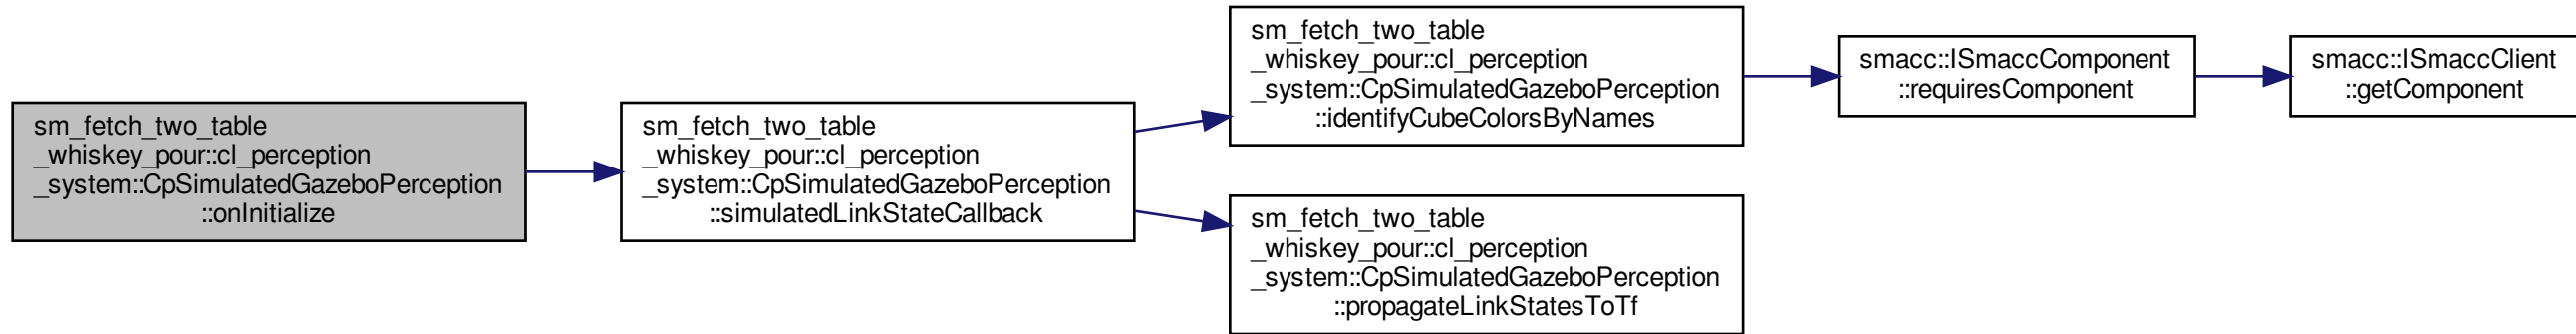 sm_fetch_two_table
_whiskey_pour::cl_perception
_system::CpSimulatedGazeboPerception
::onInitialize
sm_fetch_two_table
_whiskey_pour::cl_perception
_system::CpSimulatedGazeboPerception
::simulatedLinkStateCallback
sm_fetch_two_table
_whiskey_pour::cl_perception
_system::CpSimulatedGazeboPerception
::identifyCubeColorsByNames
smacc::ISmaccComponent
::requiresComponent
smacc::ISmaccClient
::getComponent
sm_fetch_two_table
_whiskey_pour::cl_perception
_system::CpSimulatedGazeboPerception
::propagateLinkStatesToTf